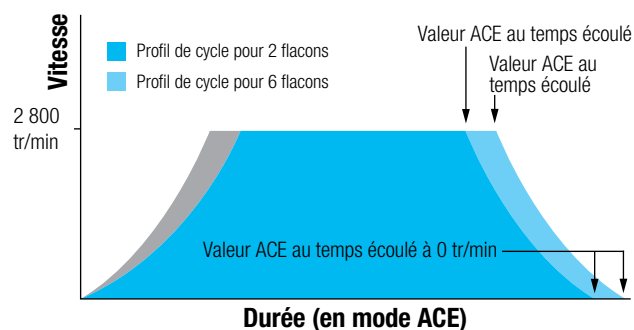 Vitesse
2 800
tr/min
Profil de cycle pour 2 flacons
Profil de cycle pour 6 flacons
Valeur ACE au temps écoulé
Valeur ACE au
temps écoulé
Valeur ACE au temps écoulé à 0 tr/min
Durée (en mode ACE)